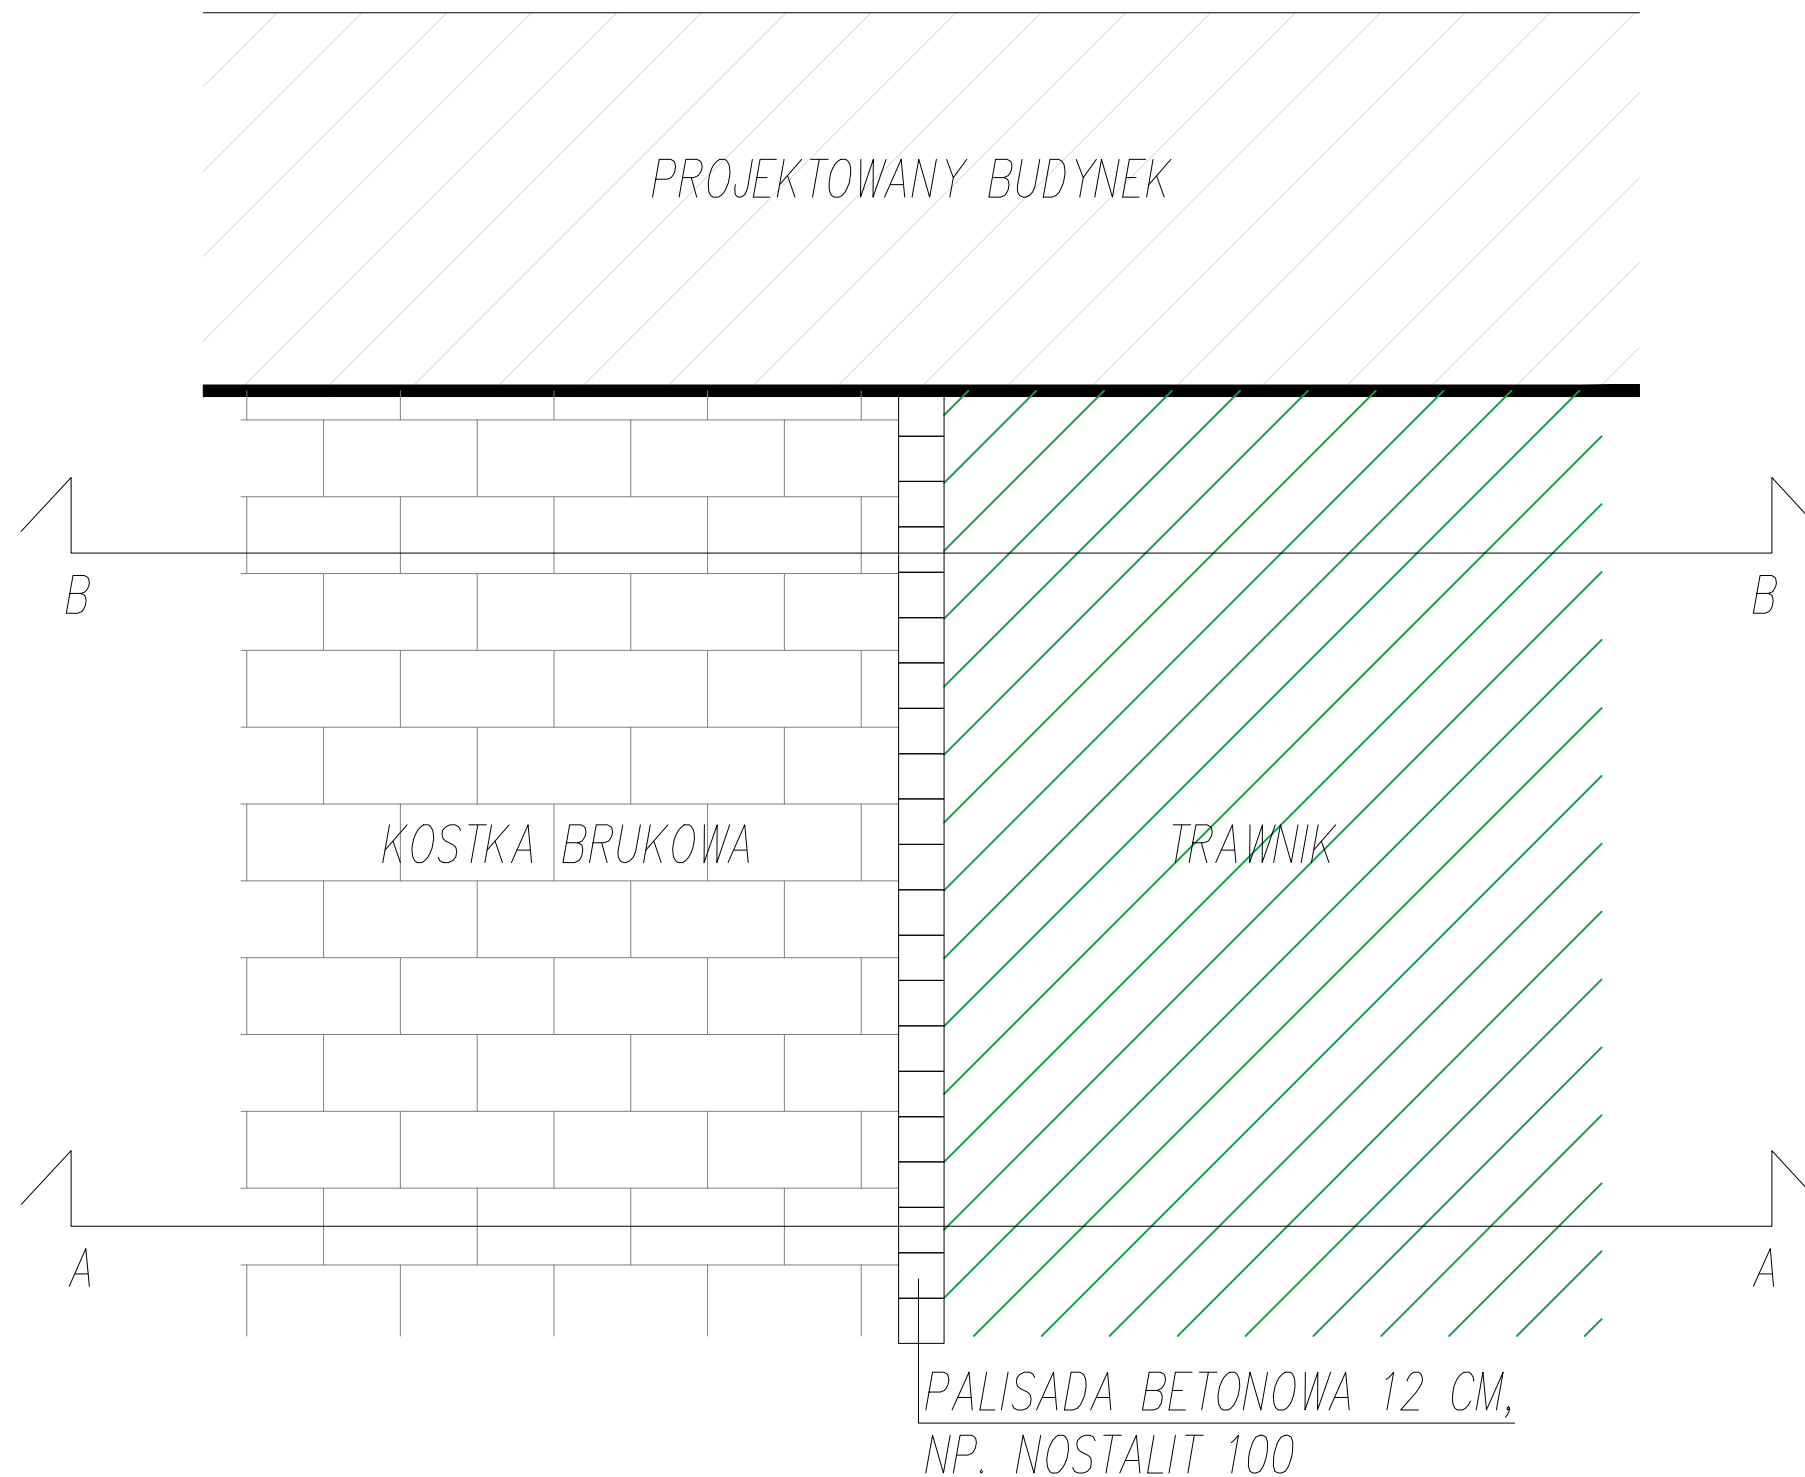 PROJEKTOWANY BUDYNEK
B B
KOSTKA BRUKOWA TRAWNIK
A A
PALISADA BETONOWA 12 CM,
NP. NOSTALIT 100